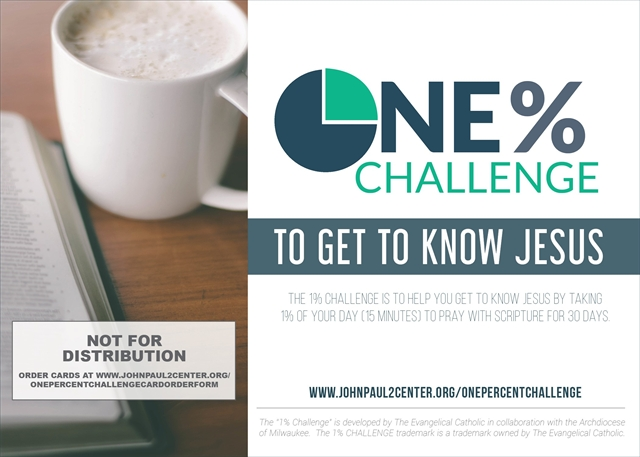 ONE%
CHALLENGE
TO GET TO KNOW JESUS
THE 1% CHALLENGE IS TO HELP YOU GET TO KNOW JESUS BY TAKING
1% OF YOUR DAY (15 MINUTES) TO PRAY WITH SCRIPTURE FOR 30 DAYS.
WWW.JOHNPAUL2CENTER.ORG/ONEPERCENTCHALLENGE
The "1% Challenge" is developed by The Evangelical Catholic in collaboration with the Archdiocese
of Milwaukee. The 1% CHALLENGE trademark is a trademark owned by The Evangelical Catholic.
NOT FOR
DISTRIBUTION
ORDER CARDS AT WWW.JOHNPAUL2CENTER.ORG/
ONEPERCENTCHALLENGECARDORDERFORM